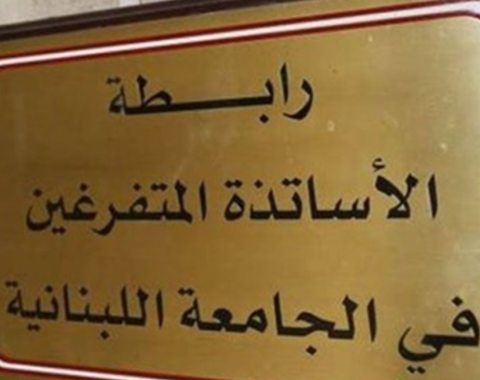 رابطة
الأساتذة المتفرغين
في الجامعة اللبنانية